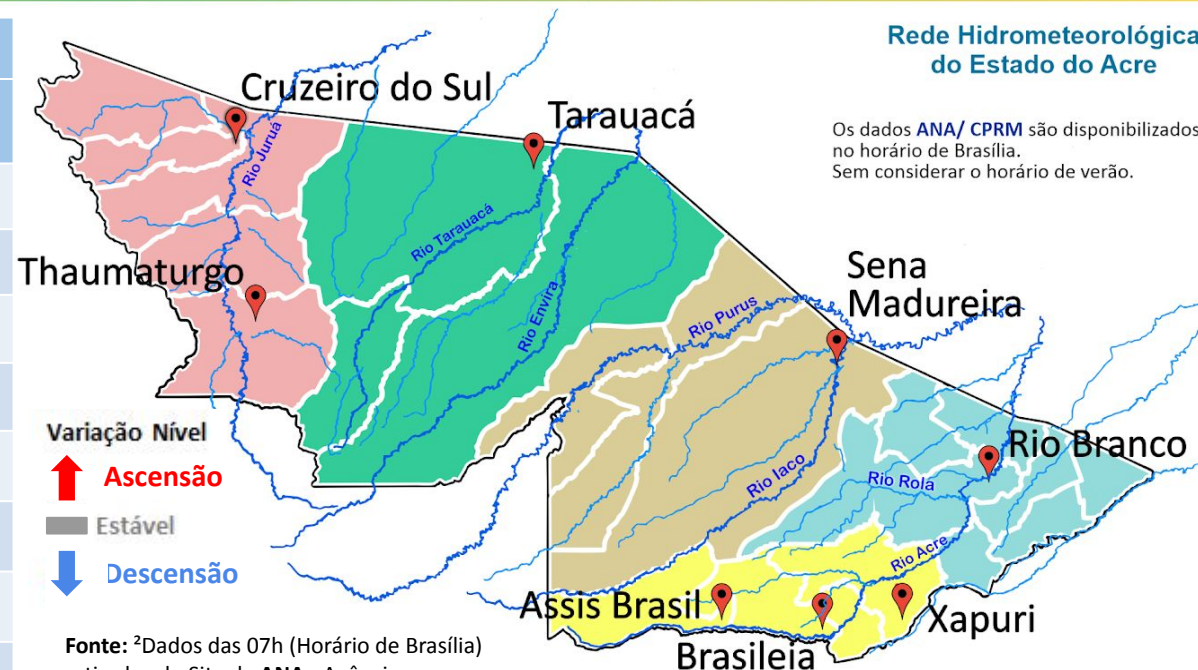 Rede Hidrometeorológica
do Estado do Acre
Os dados ANA/ CPRM são disponibilizados
no horário de Brasília.
Sem considerar o horário de verão.
Cruzeiro do Sul
Tarauacá
Rio Juruá
Rio Tarauacá
Thaumaturgo
Rio Envira
Sena
Madureira
Rio Purus
Variação Nível
Ascensão
Estável
Descensão
Rio Branco
Rio Iaco
Rio Rola
Rio Acre
Assis Brasil
Xapuri
Brasileia
Fonte: ²Dados das 07h (Horário de Brasília)